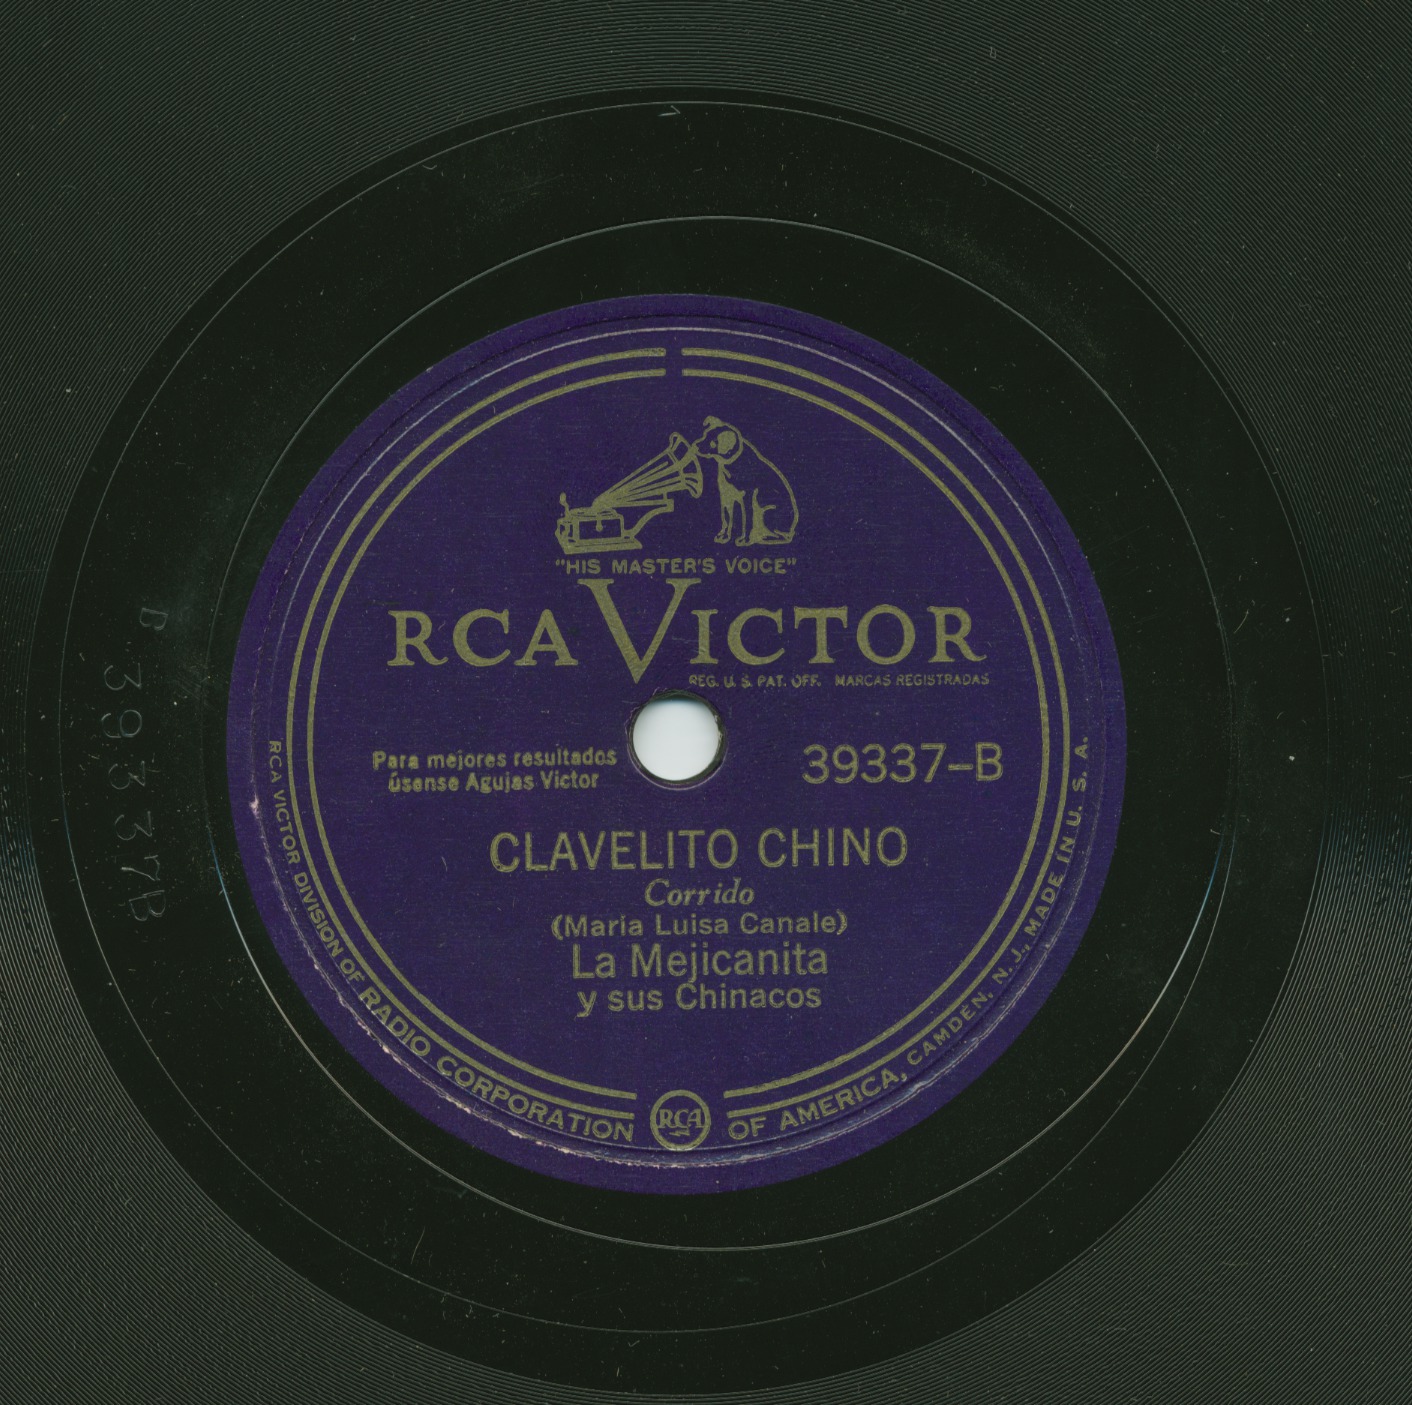 "HIS MASTER'S VOICE"
RCA VICTOR
REG. U. S. PAT. OFF. MARCAS REGISTRADAS
Para mejores resultados
úsense Agujas Victor
39337-B
CLAVELITO CHINO
Corrido
(Maria Luisa Canale)
La Mejicanita
y sus Chinacos
RCA VICTOR DIVISION OF RADIO CORPORATION OF AMERICA, CAMDEN, N. J., MADE IN U. S. A.
RCA
B
39337B